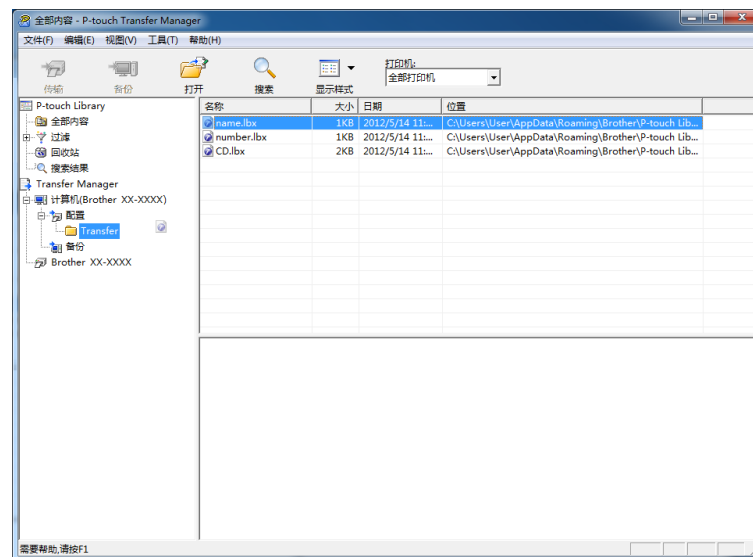 全部内容 - P-touch Transfer Manager
文件(F) 编辑(E) 视图(V) 工具(T) 帮助(H)
传输 备份 打开 搜索 显示样式
打印机:
全部打印机
P-touch Library
全部内容
过滤
回收站
搜索结果
Transfer Manager
计算机(Brother XX-XXXX)
配置
Transfer
备份
Brother XX-XXXX
名称 大小 日期 位置
name.lbx 1KB 2012/5/14 11:... C:\Users\User\AppData\Roaming\Brother\P-touch Lib...
number.lbx 1KB 2012/5/14 11:... C:\Users\User\AppData\Roaming\Brother\P-touch Lib...
CD.lbx 2KB 2012/5/14 11:... C:\Users\User\AppData\Roaming\Brother\P-touch Lib...
需要帮助,请按F1